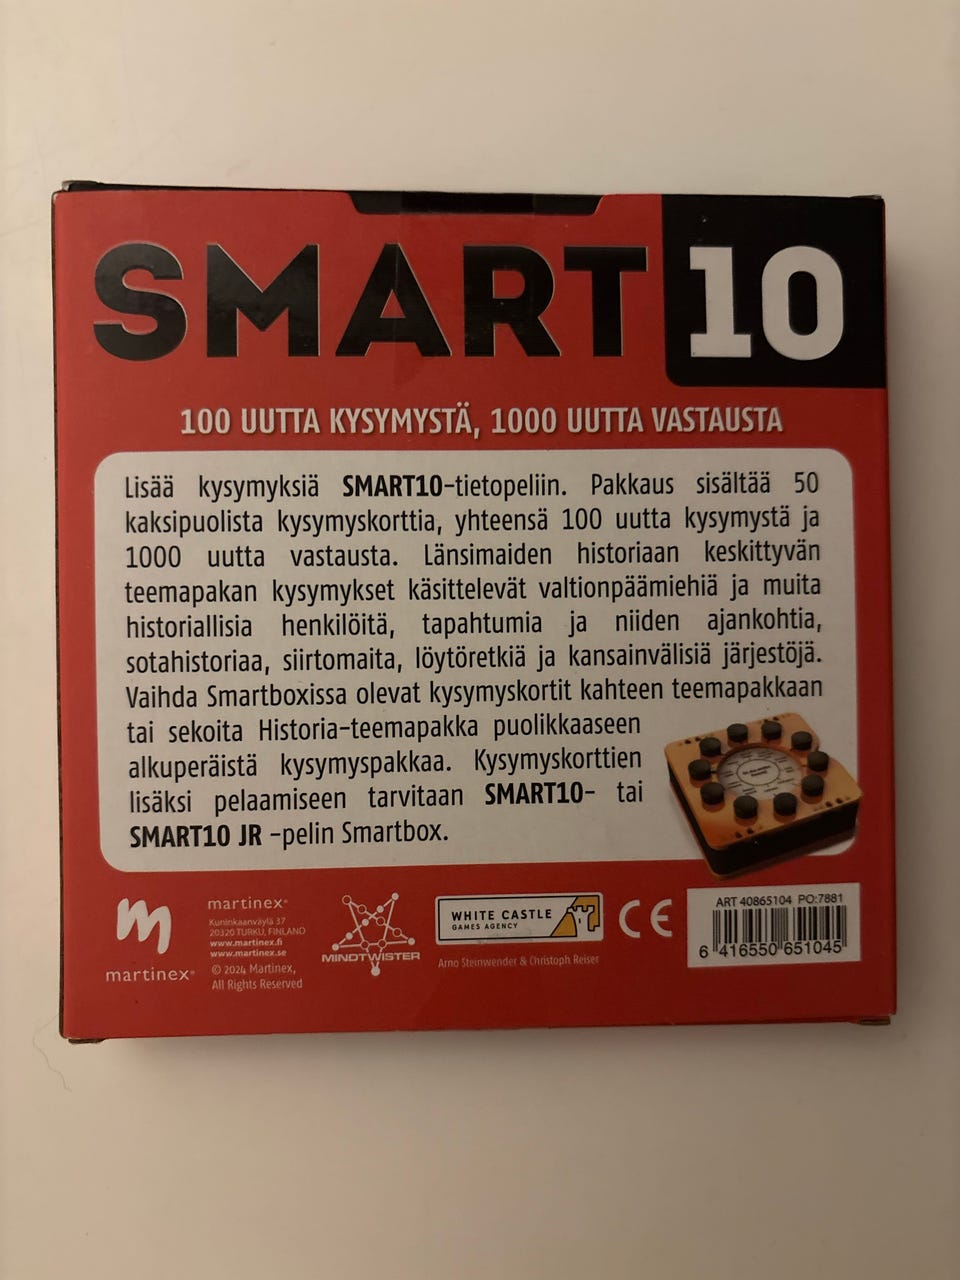 SMART 10
100 UUTTA KYSYMYSTÄ, 1000 UUTTA VASTAUSTA
Lisää kysymyksiä SMART10-tietopeliin. Pakkaus sisältää 50
kaksipuolista kysymyskorttia, yhteensä 100 uutta kysymystä ja
1000 uutta vastausta. Länsimaiden historiaan keskittyvän
teemapakan kysymykset käsittelevät valtionpäämiehiä ja muita
historiallisia henkilöitä, tapahtumia ja niiden ajankohtia,
sotahistoriaa, siirtomaita, löytöretkiä ja kansainvälisiä järjestöjä.
Vaihda Smartboxissa olevat kysymyskortit kahteen teemapakkaan
tai sekoita Historia-teemapakka puolikkaaseen
alkuperäistä kysymyspakkaa. Kysymyskorttien
lisäksi pelaamiseen tarvitaan SMART10- tai
SMART10 JR -pelin Smartbox.
m
martinex®
martinex®
Kuninkaanväylä 37
20320 TURKU, FINLAND
www.martinex.fi
www.martinex.se
© 2024 Martinex,
All Rights Reserved
MINDTWISTER
WHITE CASTLE
GAMES AGENCY
Arno Steinwender & Christoph Reiser
CE
ART 40865104 PO:7881
6 416550 651045